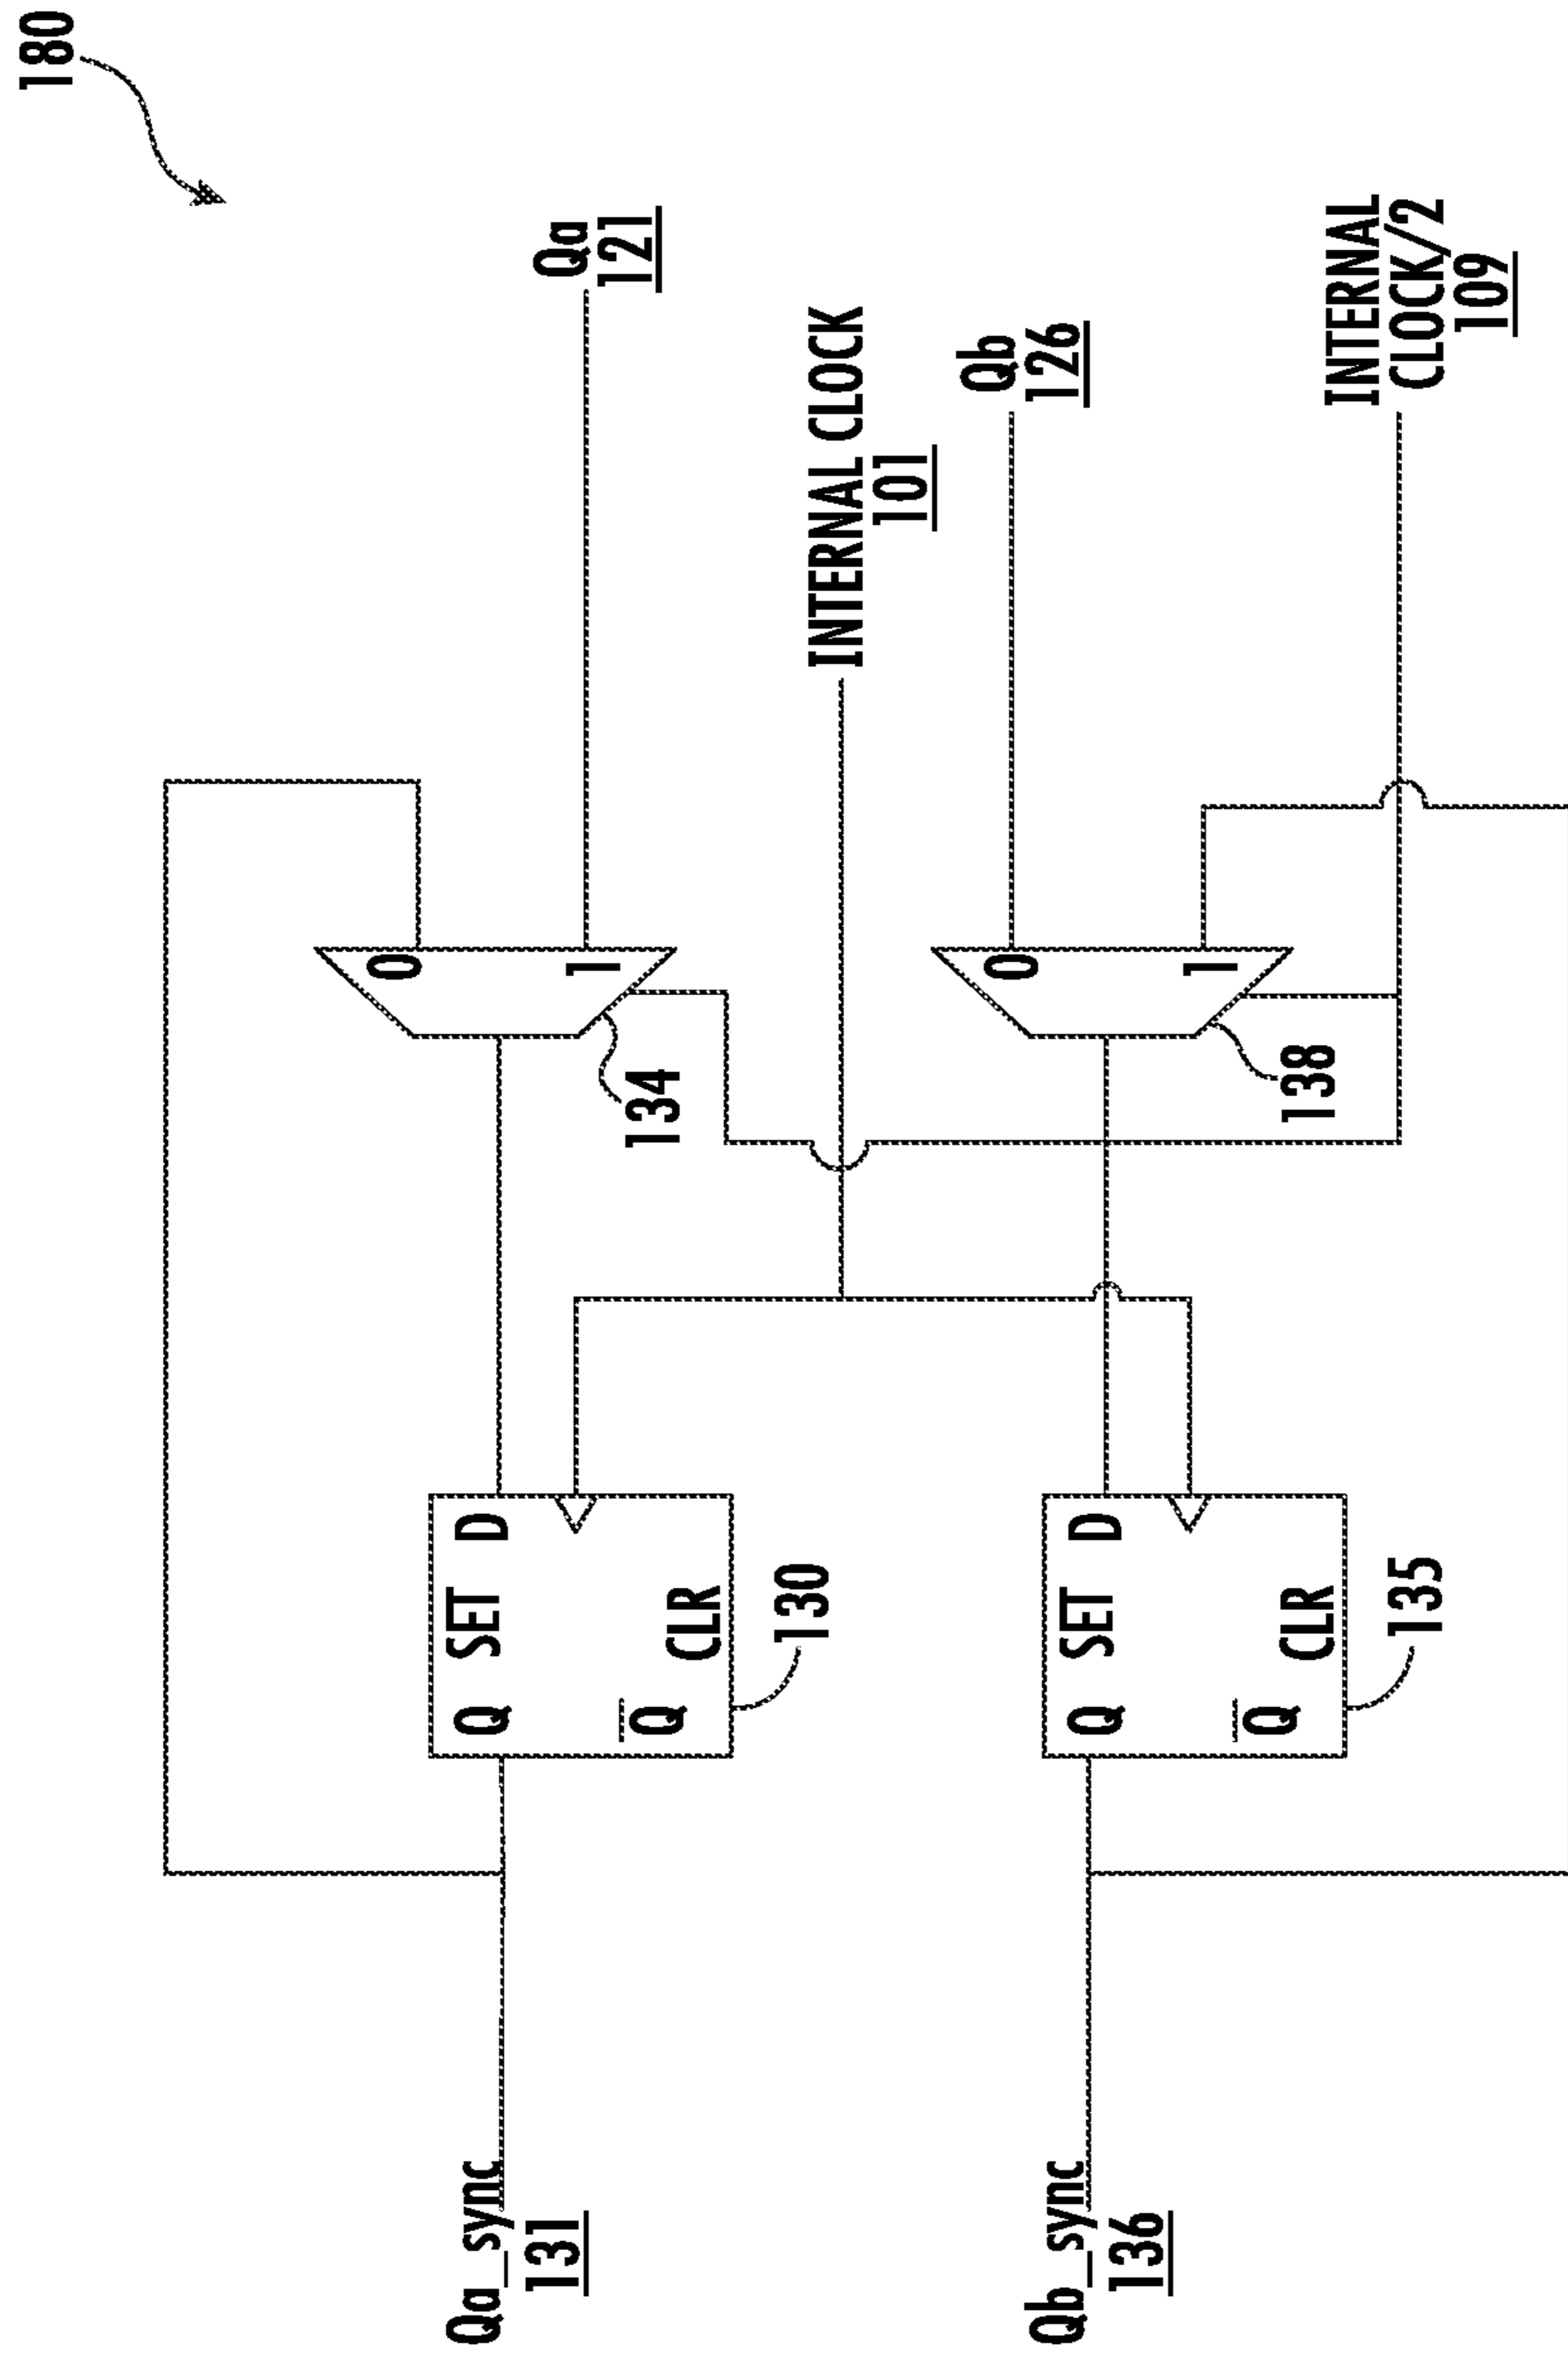 180
Qa
121
INTERNAL CLOCK
101
Qb
126
INTERNAL
CLOCK/2
109
0
1
134
0
1
138
D
SET
Q
Q
CLR
130
D
SET
Q
Q
CLR
135
Qa_sync
131
Qb_sync
136